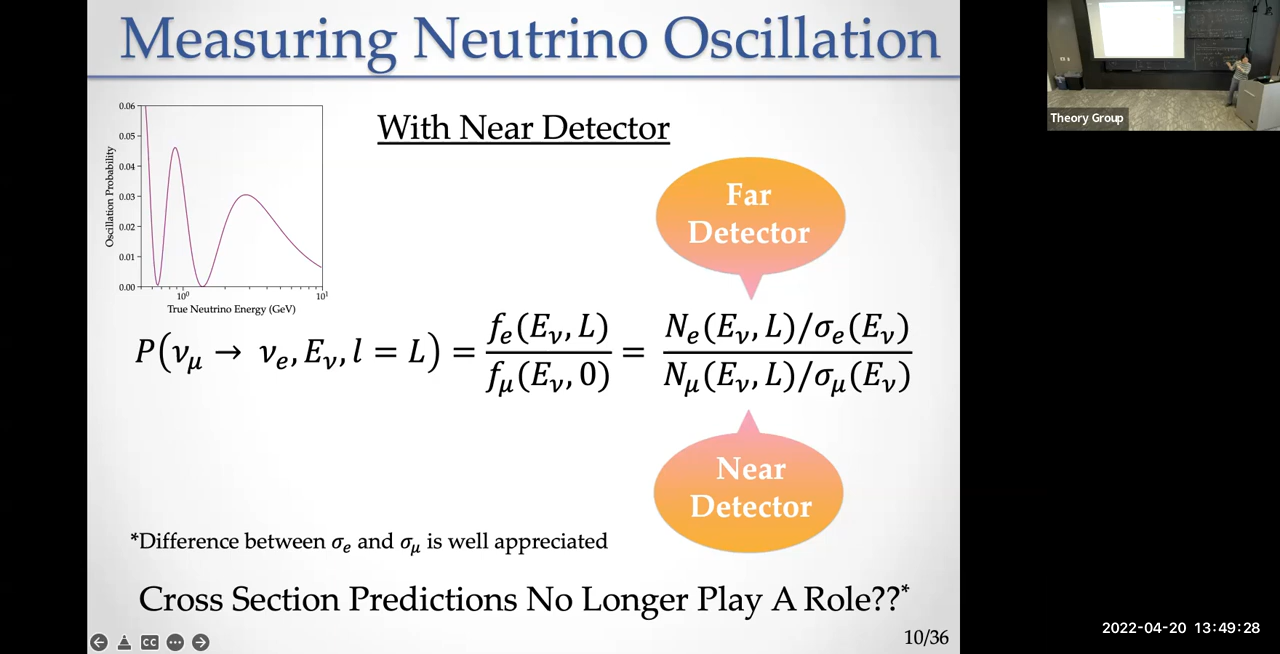 Measuring Neutrino Oscillation
Theory Group
0.06
0.05
0.04
0.03
0.02
0.01
0.00
Oscillation Probability
10⁰
10¹
True Neutrino Energy (GeV)
With Near Detector
Far
Detector
P(νμ → νe, Eν, l = L) = fe(Eν, L) / fμ(Eν, 0) = Ne(Eν, L)/σe(Eν) / Nμ(Eν, L)/σμ(Eν)
Near
Detector
*Difference between σe and σμ is well appreciated
Cross Section Predictions No Longer Play A Role??*
CC
10/36
2022-04-20 13:49:28